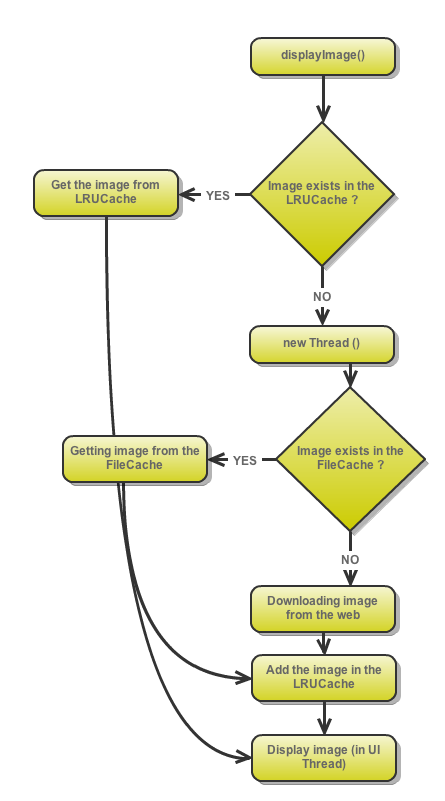 displayImage()
Image exists in the
LRUCache ?
YES
Get the image from
LRUCache
NO
new Thread ()
Image exists in the
FileCache ?
YES
Getting image from the
FileCache
NO
Downloading image
from the web
Add the image in the
LRUCache
Display image (in UI
Thread)